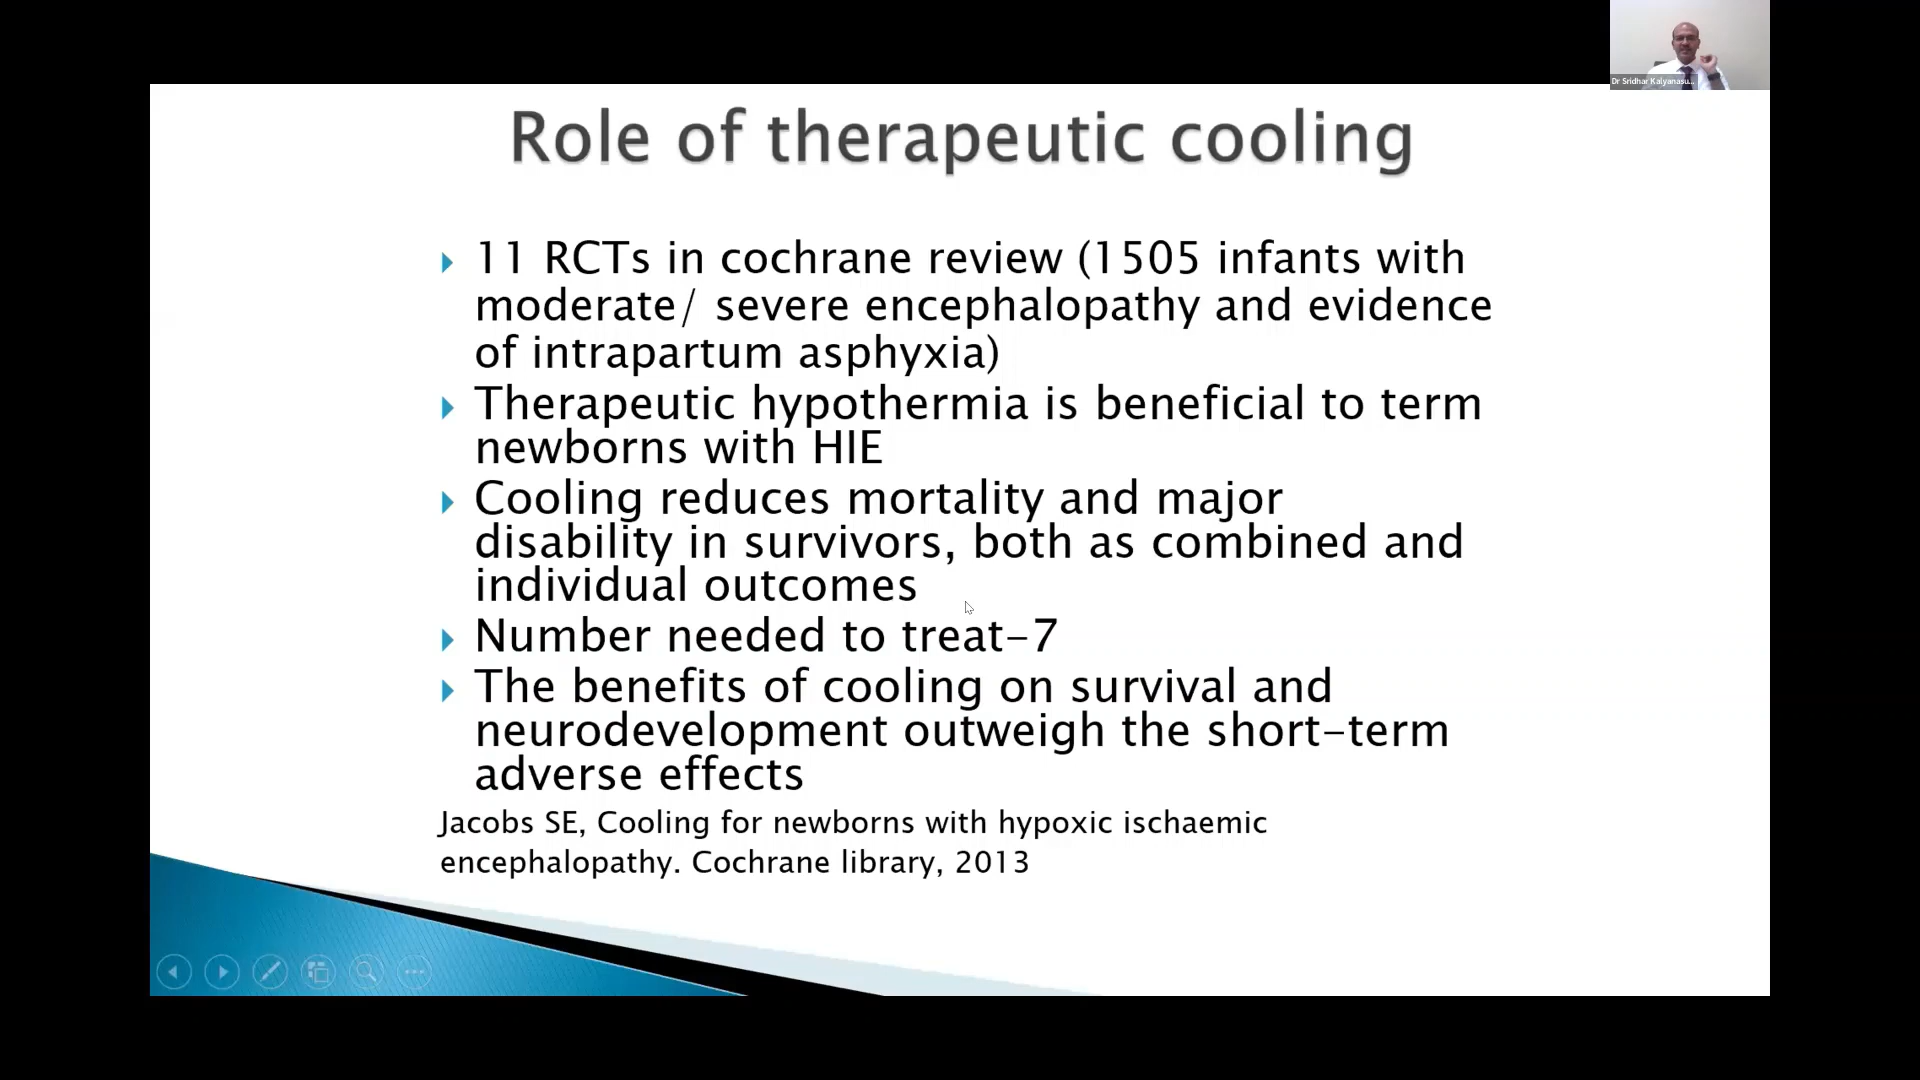 Dr Sridhar Kalyanasu...
Role of therapeutic cooling
11 RCTs in cochrane review (1505 infants with
moderate/ severe encephalopathy and evidence
of intrapartum asphyxia)
Therapeutic hypothermia is beneficial to term
newborns with HIE
Cooling reduces mortality and major
disability in survivors, both as combined and
individual outcomes
Number needed to treat-7
The benefits of cooling on survival and
neurodevelopment outweigh the short-term
adverse effects
Jacobs SE, Cooling for newborns with hypoxic ischaemic
encephalopathy. Cochrane library, 2013